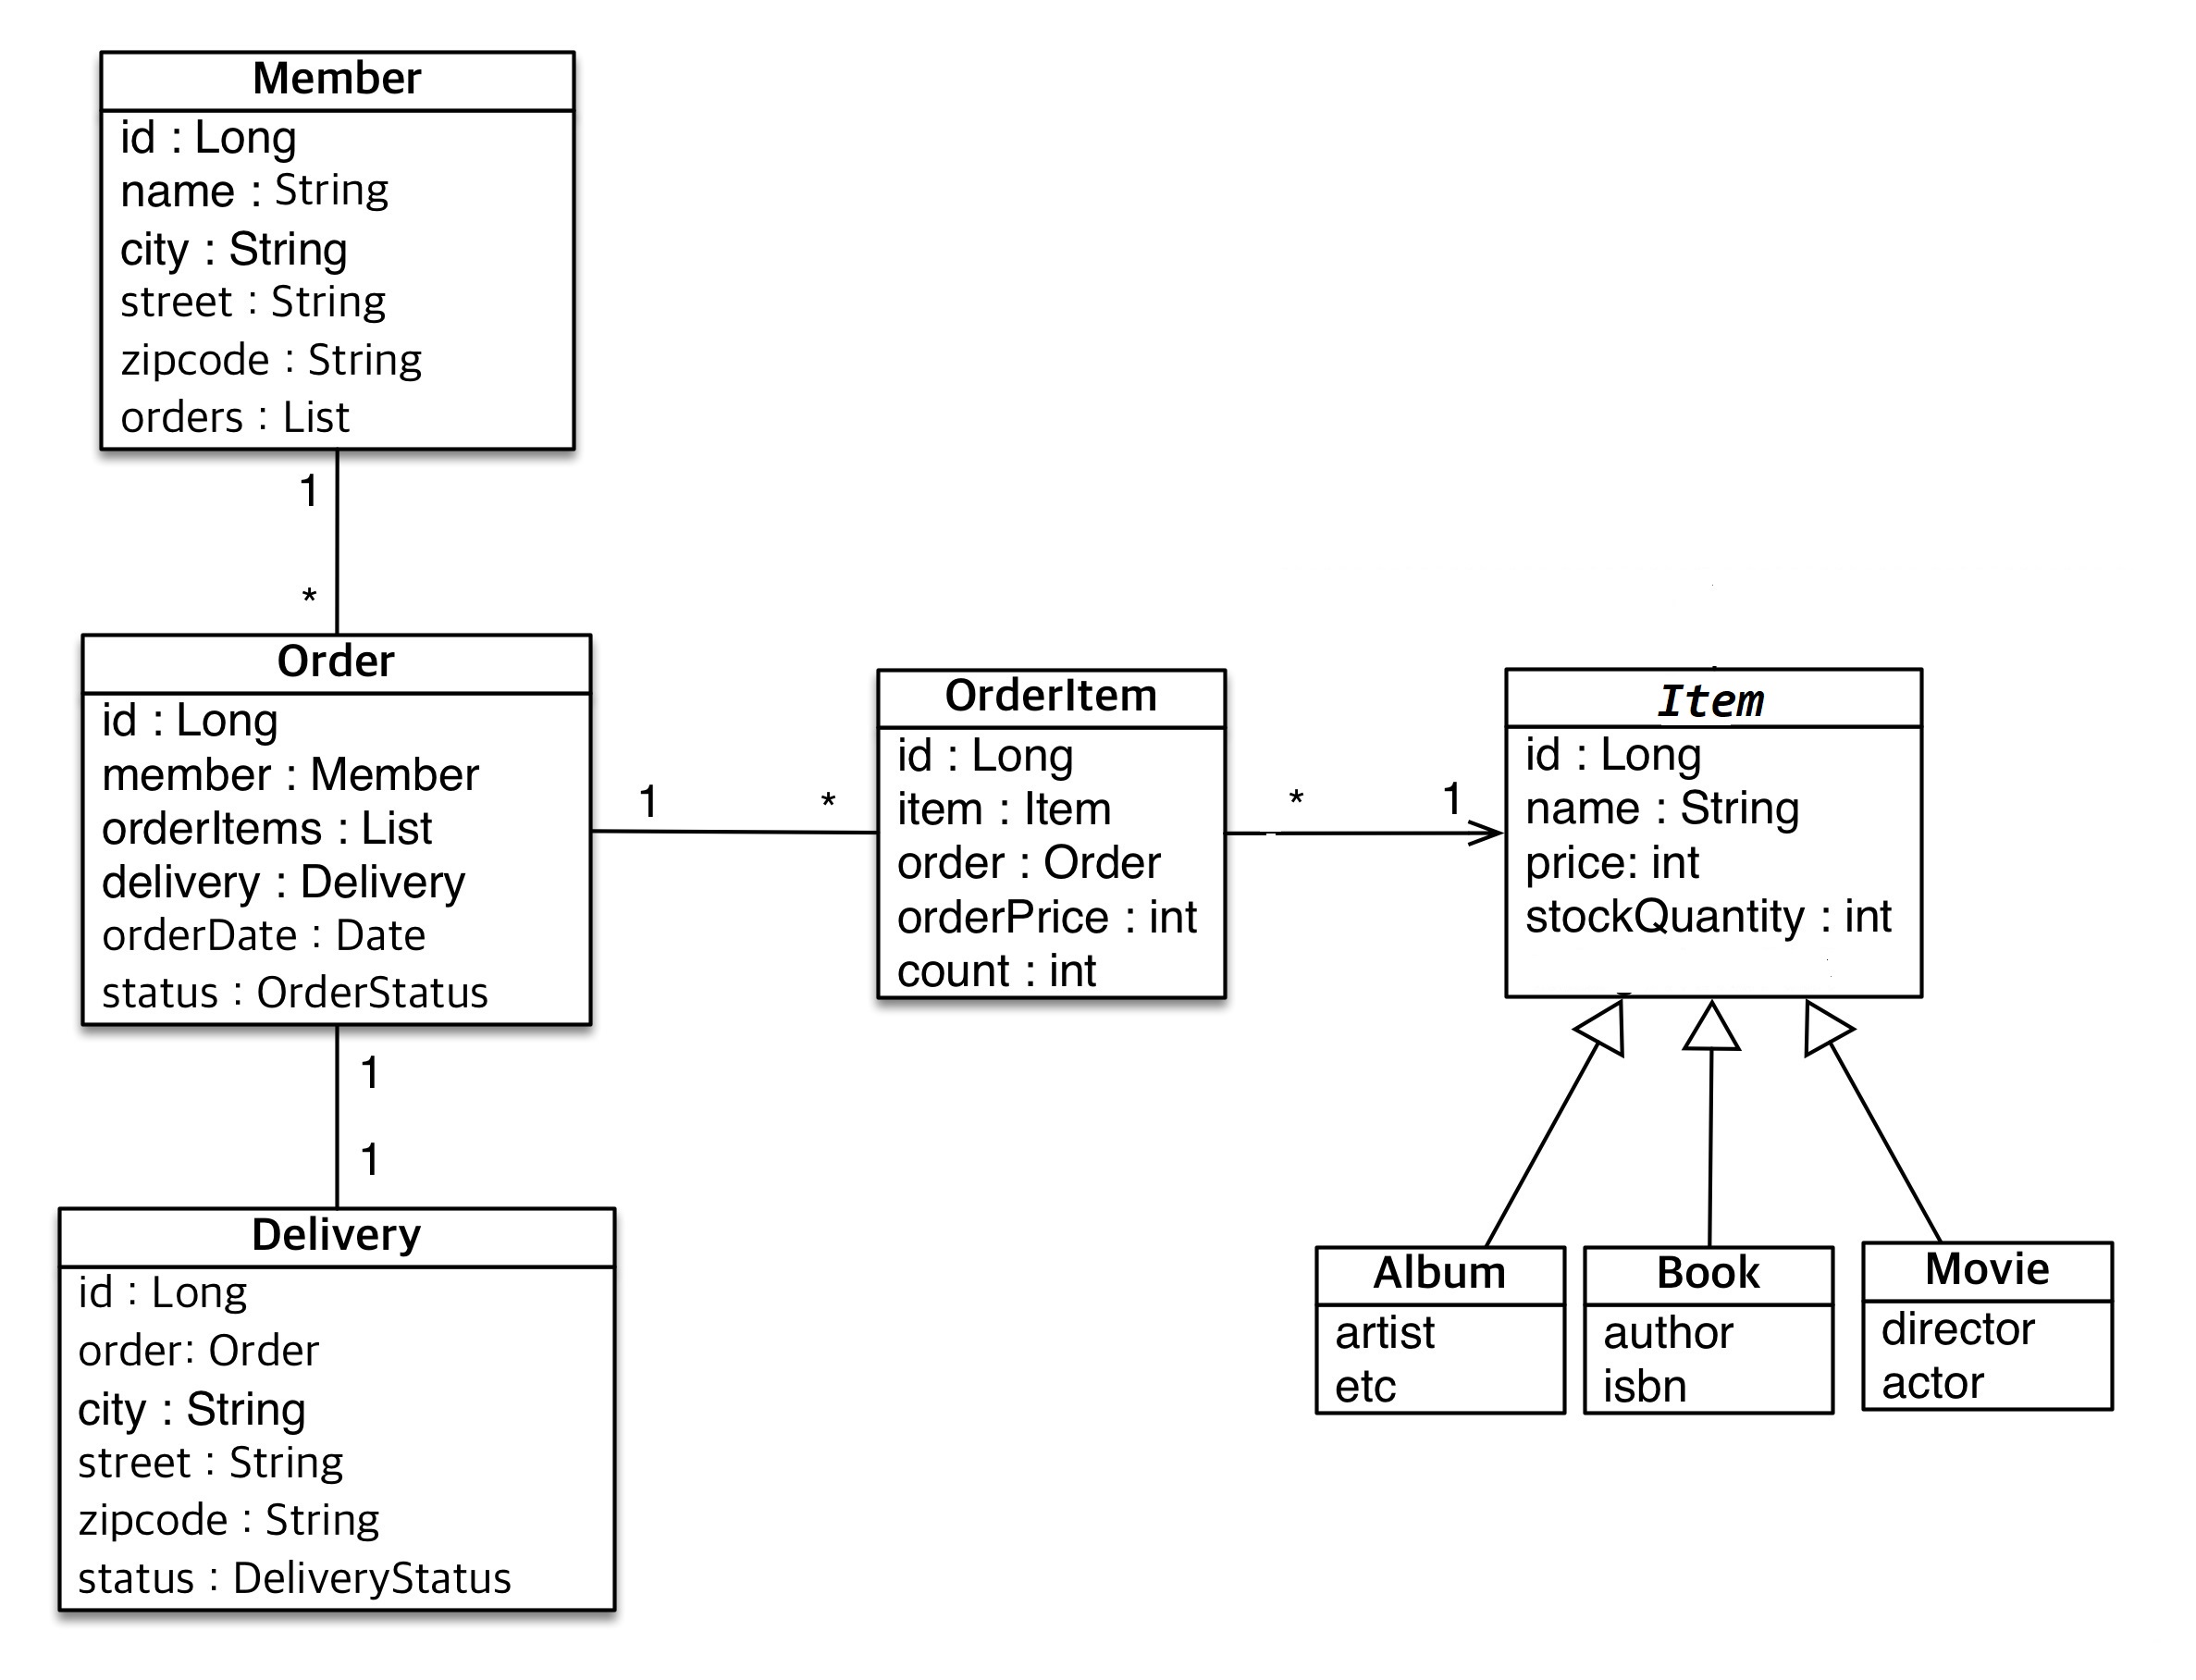 Member
id : Long
name : String
city : String
street : String
zipcode : String
orders : List
1
*
Order
id : Long
member : Member
orderItems : List
delivery : Delivery
orderDate : Date
status : OrderStatus
1
*
OrderItem
id : Long
item : Item
order : Order
orderPrice : int
count : int
*
1
Item
id : Long
name : String
price: int
stockQuantity : int
1
1
Delivery
id : Long
order: Order
city : String
street : String
zipcode : String
status : DeliveryStatus
Album
artist
etc
Book
author
isbn
Movie
director
actor